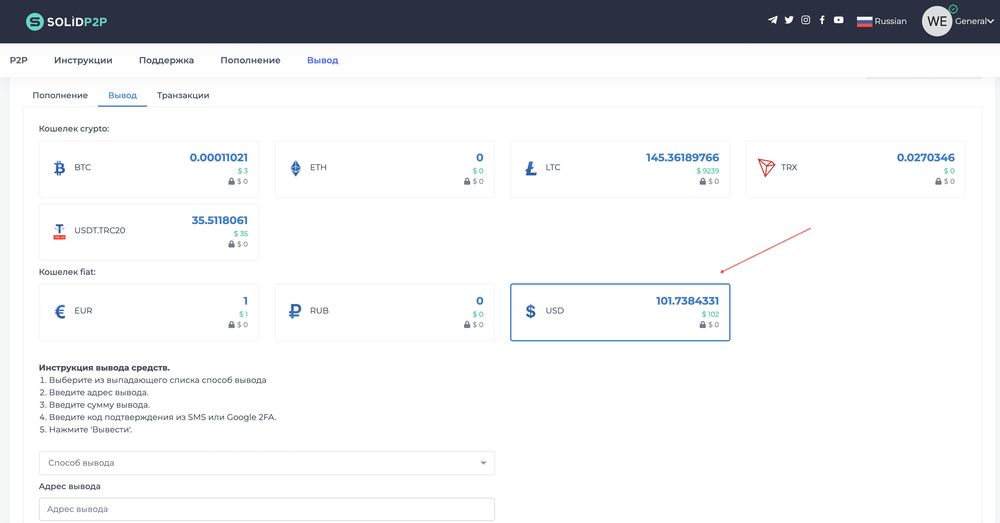 SOLiDP2P
Russian
WE
General
P2P Инструкции Поддержка Пополнение Вывод
Пополнение Вывод Транзакции
Кошелек crypto:
BTC
0.00011021
$ 3
$ 0
ETH
0
$ 0
$ 0
LTC
145.36189766
$ 9239
$ 0
TRX
0.0270346
$ 0
$ 0
USDT.TRC20
35.5118061
$ 35
$ 0
Кошелек fiat:
EUR
1
$ 1
$ 0
RUB
0
$ 0
$ 0
USD
101.7384331
$ 102
$ 0
Инструкция вывода средств.
1. Выберите из выпадающего списка способ вывода
2. Введите адрес вывода.
3. Введите сумму вывода.
4. Введите код подтверждения из SMS или Google 2FA.
5. Нажмите 'Вывести'.
Способ вывода
Адрес вывода
Адрес вывода